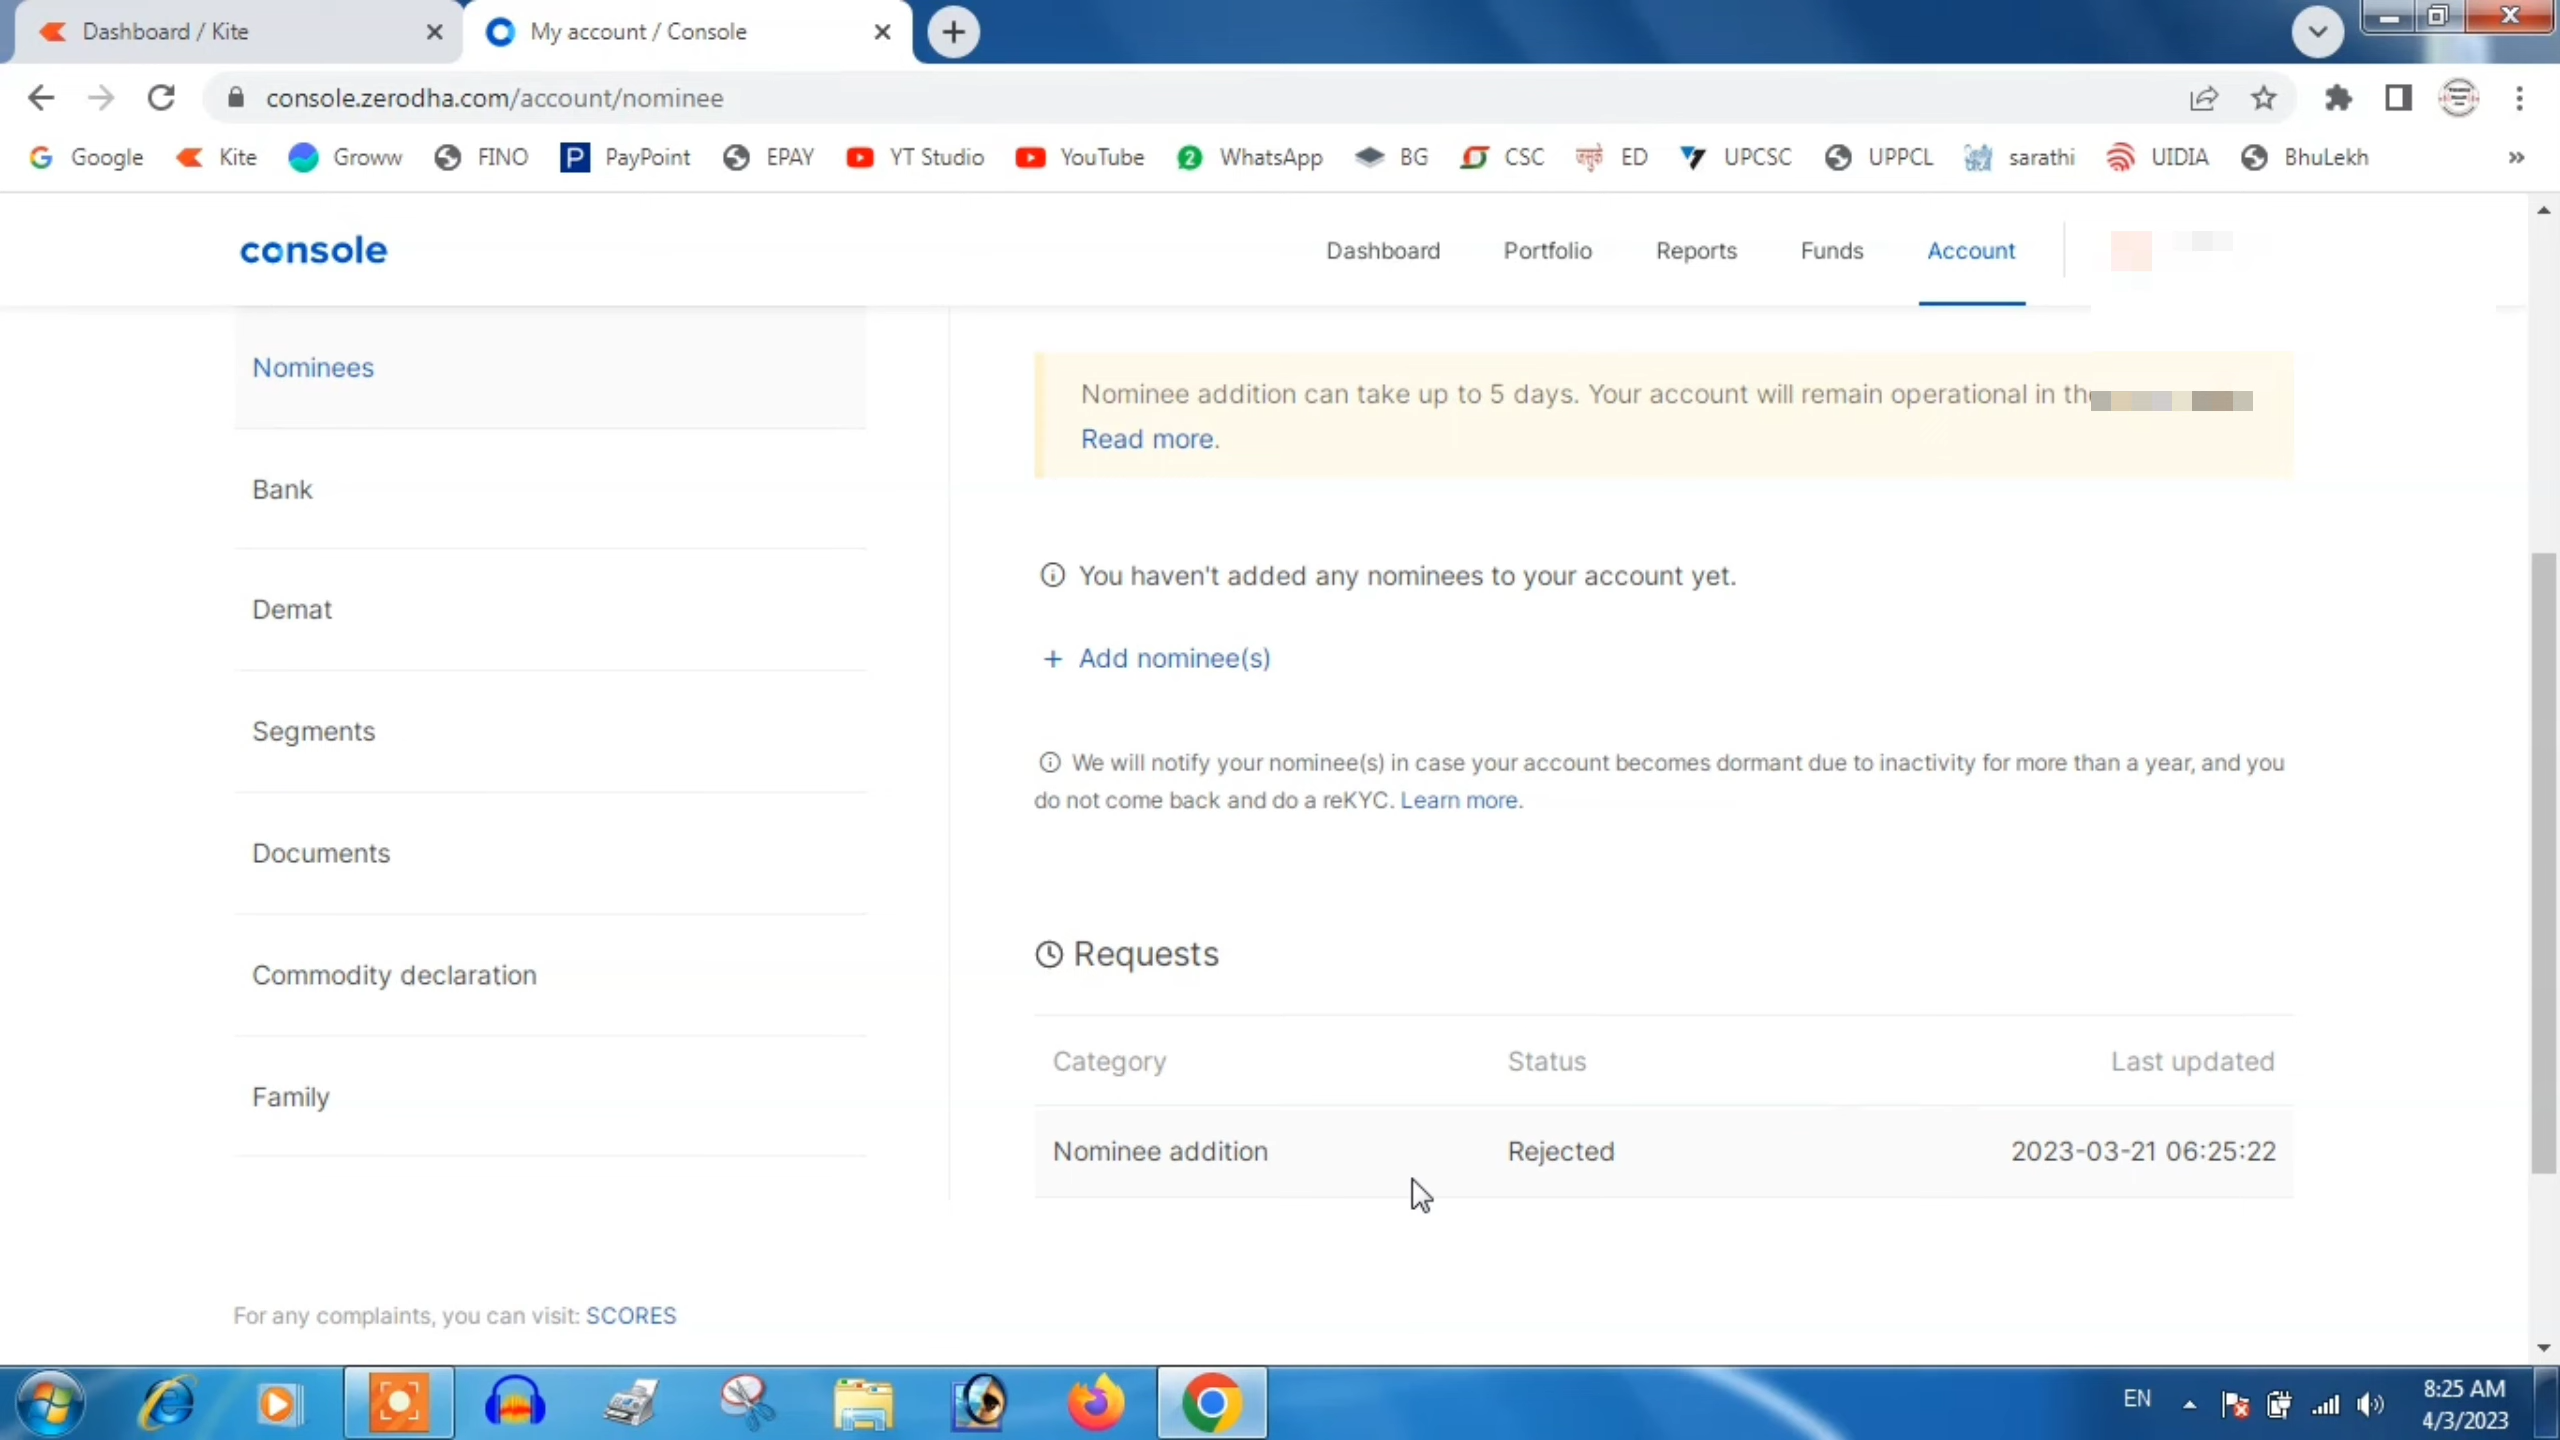 Dashboard / Kite
My account / Console
console.zerodha.com/account/nominee
Google Kite Groww FINO PayPoint EPAY YT Studio YouTube WhatsApp BG CSC ED UPCSC UPPCL sarathi UIDIA BhuLekh »
console
Dashboard Portfolio Reports Funds Account
Nominees
Bank
Demat
Segments
Documents
Commodity declaration
Family
Nominee addition can take up to 5 days. Your account will remain operational in the
Read more.
You haven't added any nominees to your account yet.
+ Add nominee(s)
We will notify your nominee(s) in case your account becomes dormant due to inactivity for more than a year, and you
do not come back and do a reKYC. Learn more.
Requests
Category Status Last updated
Nominee addition Rejected 2023-03-21 06:25:22
For any complaints, you can visit: SCORES
EN
8:25 AM
4/3/2023